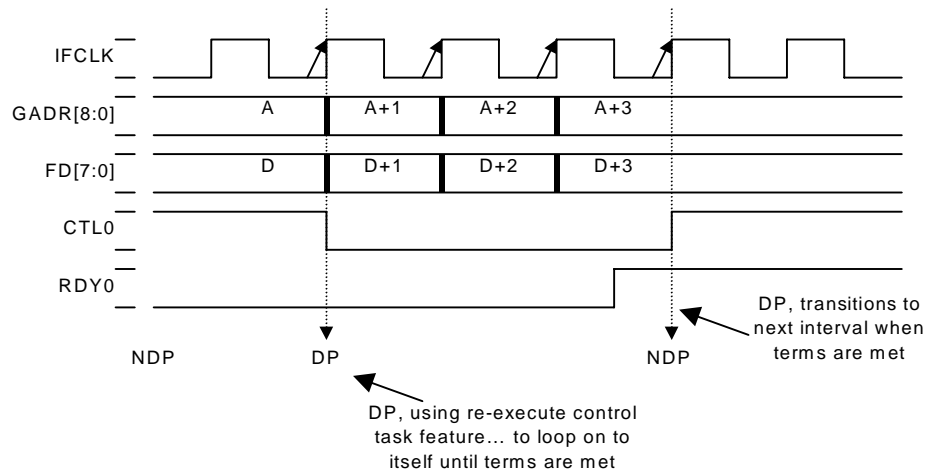 IFCLK
GADR[8:0]
A
A+1
A+2
A+3
FD[7:0]
D
D+1
D+2
D+3
CTL0
RDY0
NDP
DP
NDP
DP, transitions to
next interval when
terms are met
DP, using re-execute control
task feature... to loop on to
itself until terms are met